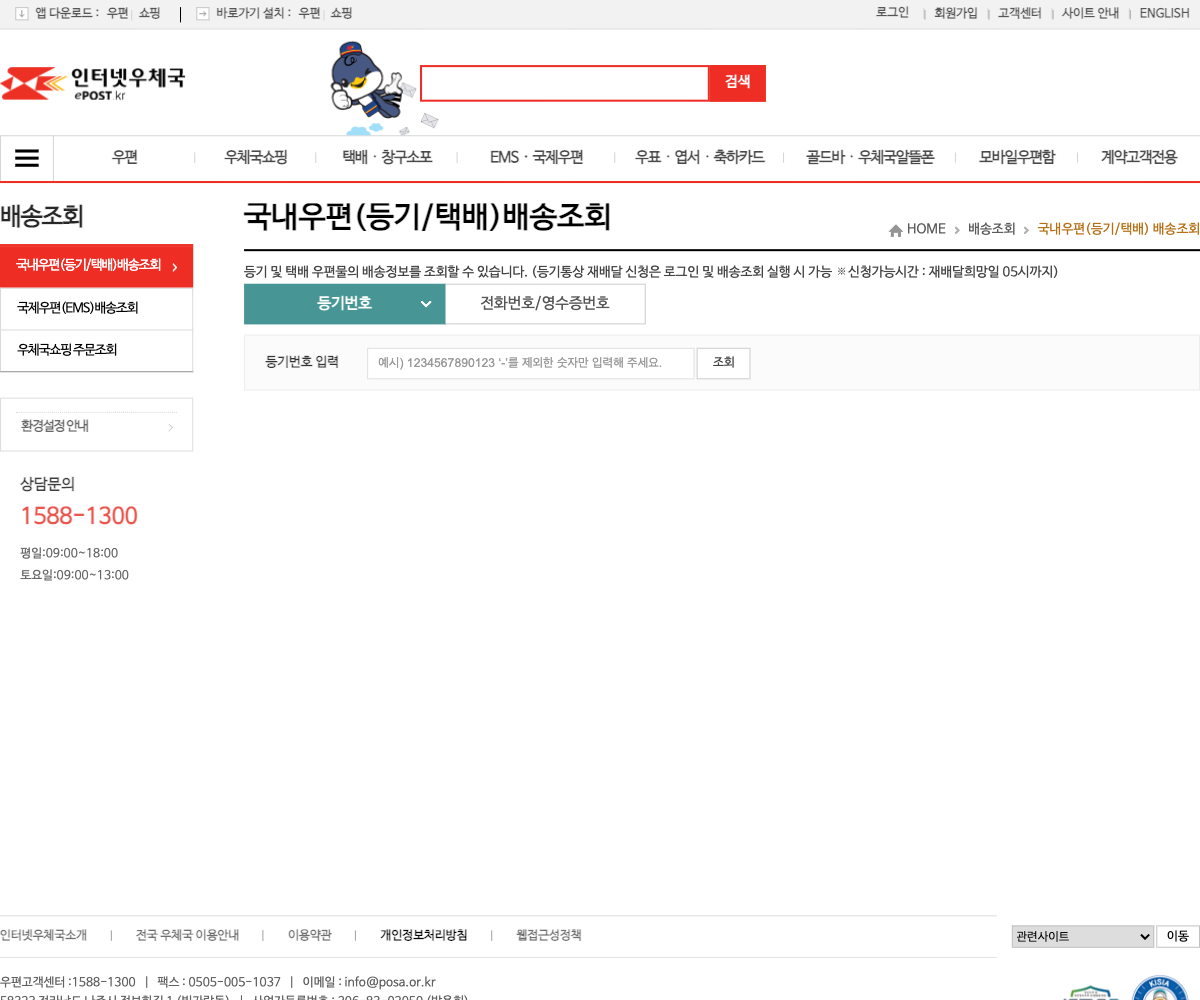 앱 다운로드 : 우편 쇼핑 바로가기 설치 : 우편 쇼핑 로그인 회원가입 고객센터 사이트 안내 ENGLISH
인터넷우체국
ePOST.kr
검색
우편 우체국쇼핑 택배 · 창구소포 EMS · 국제우편 우표 · 엽서 · 축하카드 골드바 · 우체국알뜰폰 모바일우편함 계약고객전용
배송조회
국내우편(등기/택배)배송조회
HOME 배송조회 국내우편(등기/택배) 배송조회
국내우편(등기/택배)배송조회
국제우편(EMS)배송조회
우체국쇼핑 주문조회
환경설정 안내
상담문의
1588-1300
평일:09:00~18:00
토요일:09:00~13:00
등기 및 택배 우편물의 배송정보를 조회할 수 있습니다. (등기통상 재배달 신청은 로그인 및 배송조회 실행 시 가능 ※ 신청가능시간 : 재배달희망일 05시까지)
등기번호 전화번호/영수증번호
등기번호 입력 예시) 1234567890123 '-'를 제외한 숫자만 입력해 주세요. 조회
인터넷우체국소개 | 전국 우체국 이용안내 | 이용약관 | 개인정보처리방침 | 웹접근성정책
관련사이트 이동
우편고객센터 :1588-1300 | 팩스 : 0505-005-1037 | 이메일 : info@posa.or.kr
KISIA